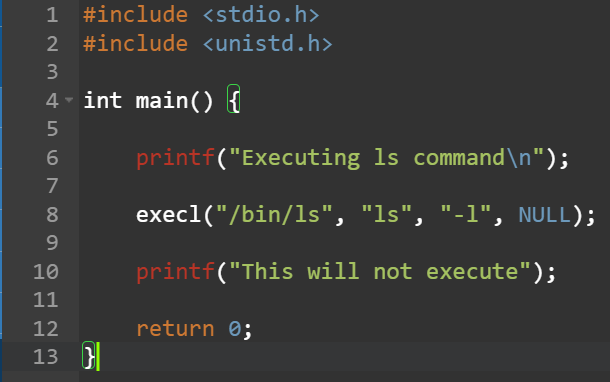 1 #include <stdio.h>
2 #include <unistd.h>
3
4 int main() {
5
6     printf("Executing ls command\n");
7
8     execl("/bin/ls", "ls", "-l", NULL);
9
10     printf("This will not execute");
11
12     return 0;
13 }